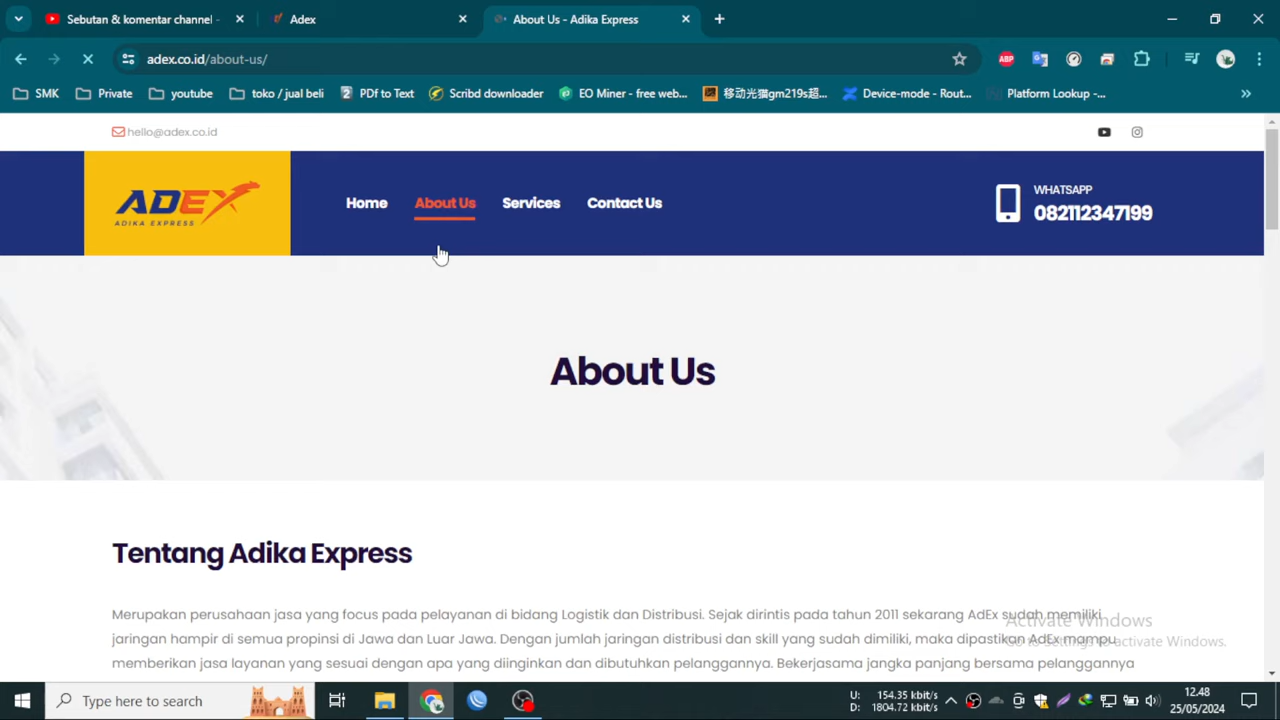 Sebutan & komentar channel -
Adex
About Us - Adika Express
adex.co.id/about-us/
ABP
SMK
Private
youtube
toko / jual beli
PDf to Text
Scribd downloader
EO Miner - free web...
移动光猫gm219s超...
Device-mode - Rout...
Platform Lookup -...
hello@adex.co.id
ADEX
ADIKA EXPRESS
Home
About Us
Services
Contact Us
WHATSAPP
082112347199
About Us
Tentang Adika Express
Merupakan perusahaan jasa yang focus pada pelayanan di bidang Logistik dan Distribusi. Sejak dirintis pada tahun 2011 sekarang AdEx sudah memiliki
jaringan hampir di semua propinsi di Jawa dan Luar Jawa. Dengan jumlah jaringan distribusi dan skill yang sudah dimiliki, maka dipastikan AdEx mampu
memberikan jasa layanan yang sesuai dengan apa yang diinginkan dan dibutuhkan pelanggannya. Bekerjasama jangka panjang bersama pelanggannya
Activate Windows
Go to Settings to activate Windows.
Type here to search
U: 154.35 kbit/s
D: 1804.72 kbit/s
12.48
25/05/2024